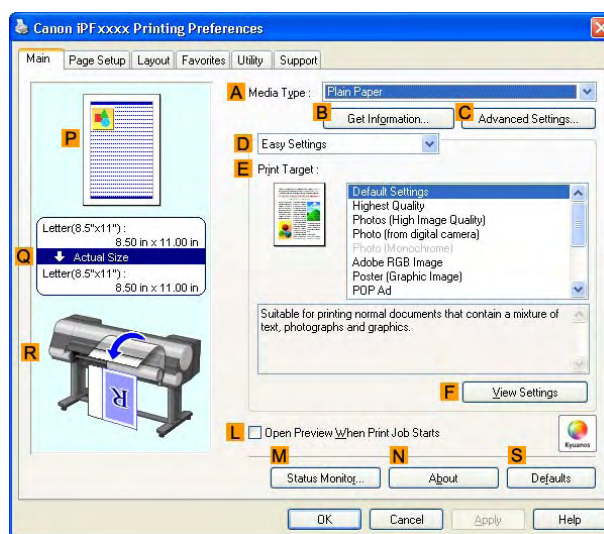 Canon iPFxxxx Printing Preferences
Main Page Setup Layout Favorites Utility Support
A Media Type : Plain Paper
B Get Information... C Advanced Settings...
D Easy Settings
E Print Target :
Default Settings
Highest Quality
Photos (High Image Quality)
Photo (from digital camera)
Photo (Monochrome)
Adobe RGB Image
Poster (Graphic Image)
POP Ad
Suitable for printing normal documents that contain a mixture of
text, photographs and graphics.
F View Settings
P
Q
Letter(8.5"x11") :
8.50 in x 11.00 in
Actual Size
Letter(8.5"x11") :
8.50 in x 11.00 in
R
R
L Open Preview When Print Job Starts
Kyuanos
M Status Monitor... N About S Defaults
OK Cancel Apply Help